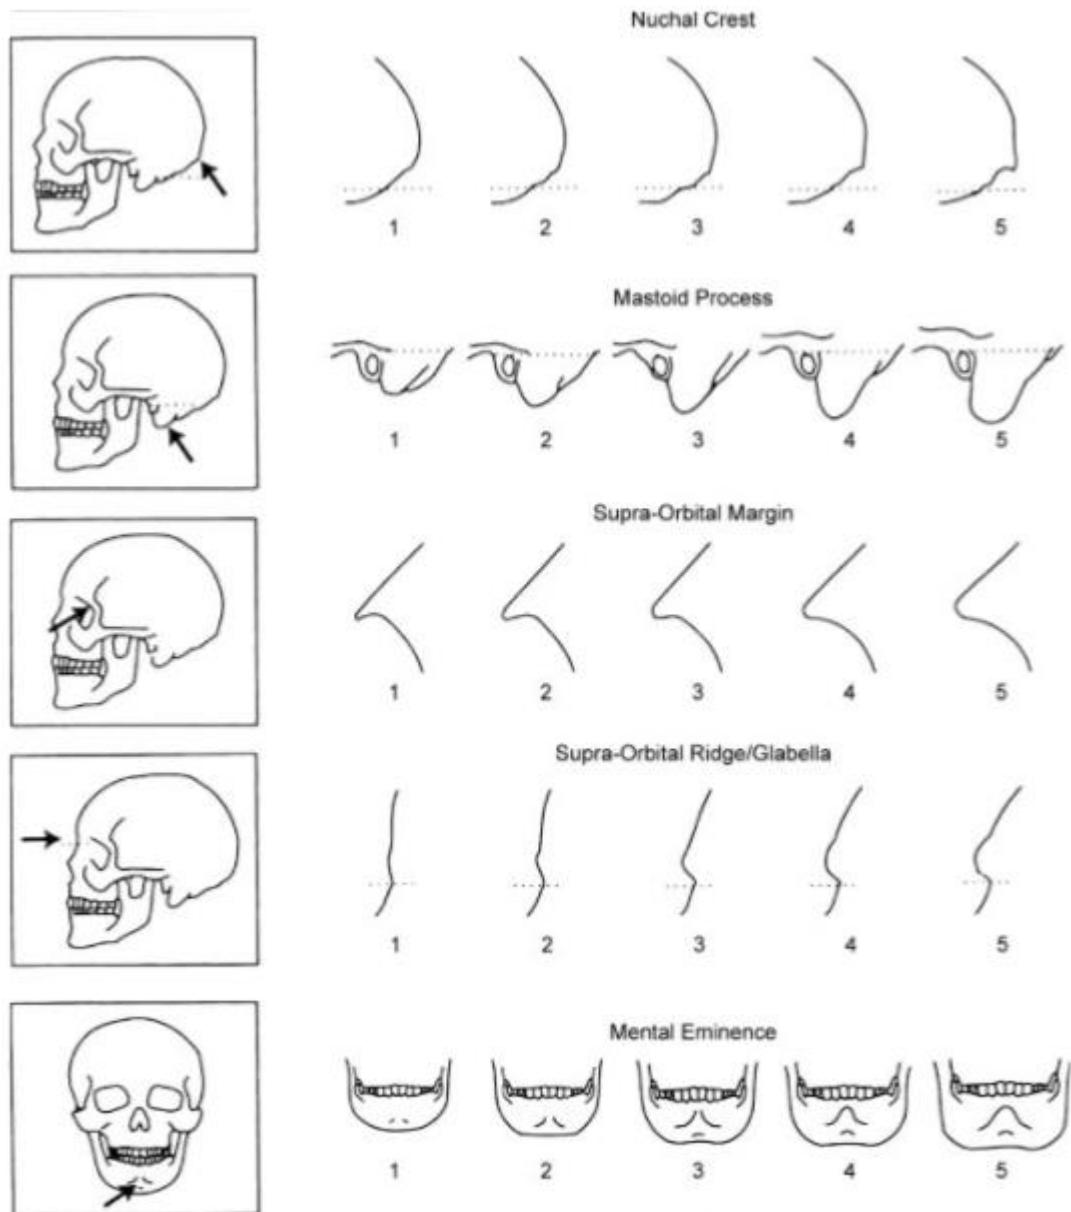 Nuchal Crest
1 2 3 4 5
Mastoid Process
1 2 3 4 5
Supra-Orbital Margin
1 2 3 4 5
Supra-Orbital Ridge/Glabella
1 2 3 4 5
Mental Eminence
1 2 3 4 5